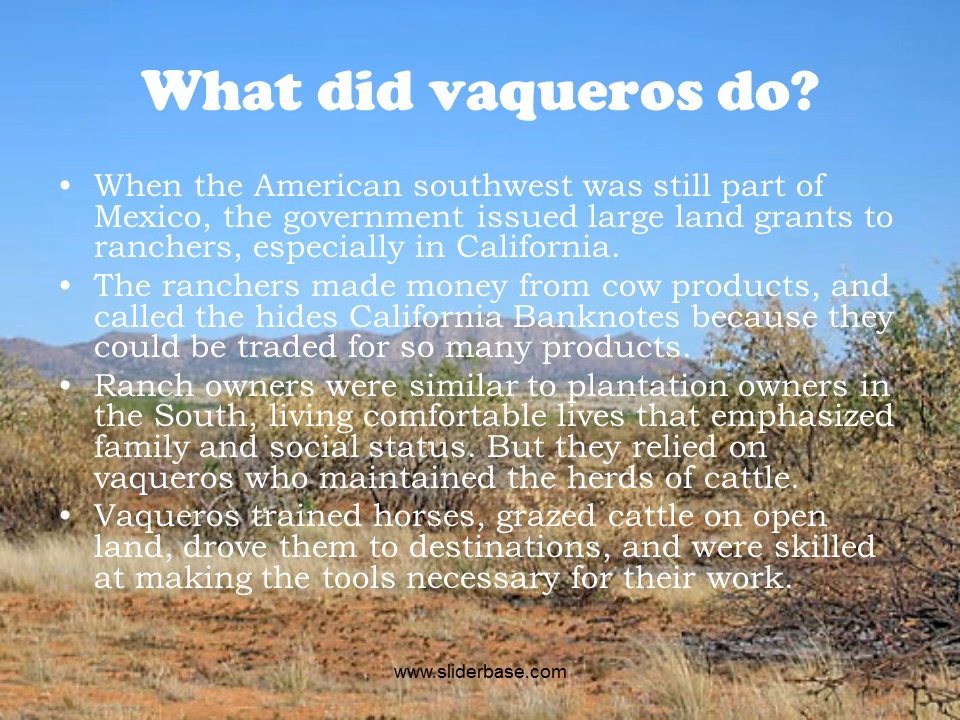 What did vaqueros do?
• When the American southwest was still part of
Mexico, the government issued large land grants to
ranchers, especially in California.
• The ranchers made money from cow products, and
called the hides California Banknotes because they
could be traded for so many products.
• Ranch owners were similar to plantation owners in
the South, living comfortable lives that emphasized
family and social status. But they relied on
vaqueros who maintained the herds of cattle.
• Vaqueros trained horses, grazed cattle on open
land, drove them to destinations, and were skilled
at making the tools necessary for their work.
www.sliderbase.com